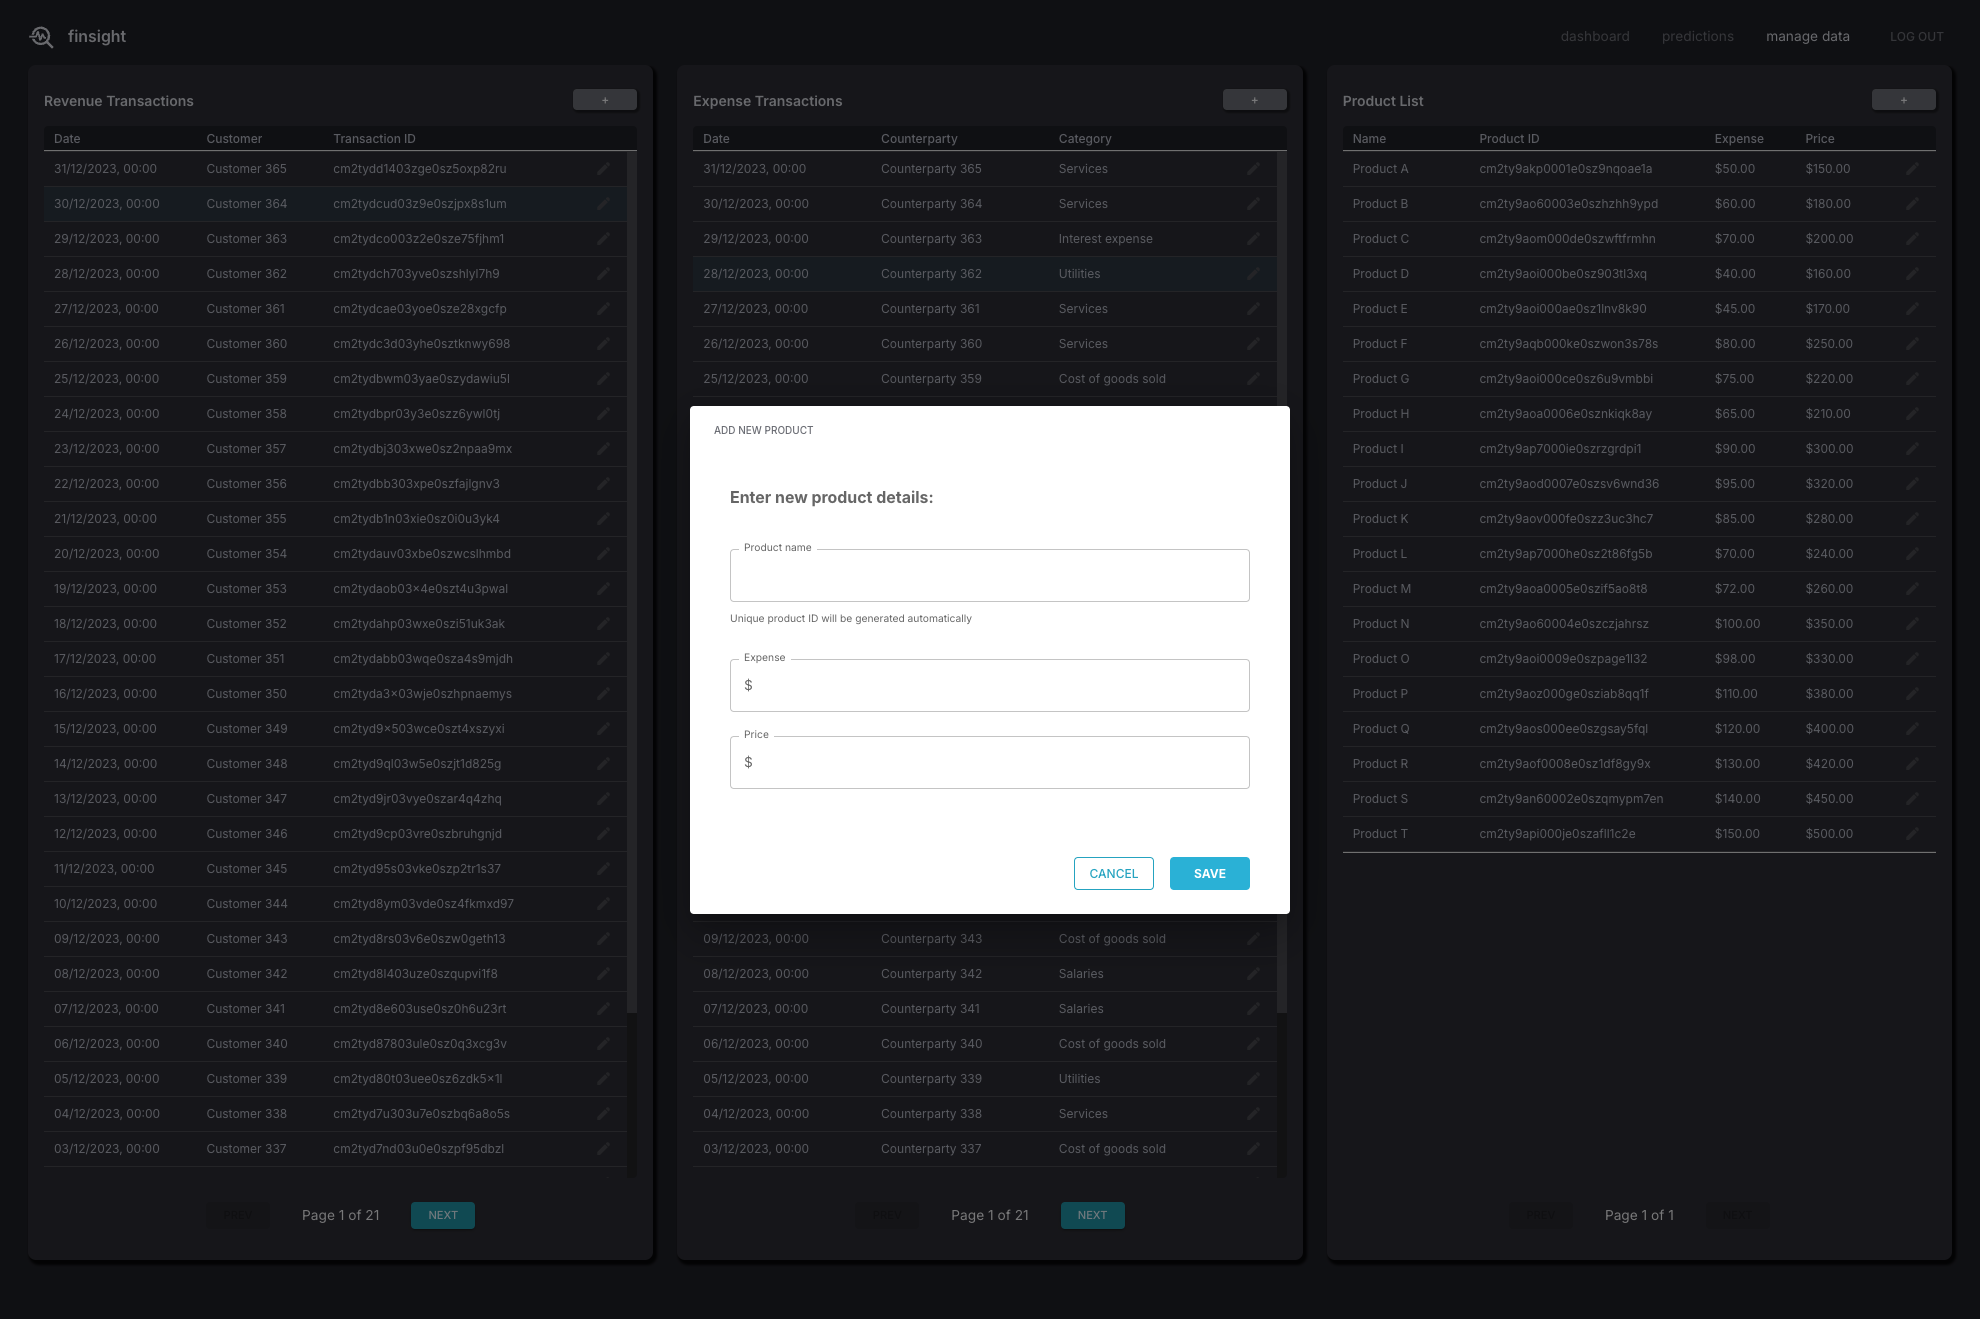 finsight
dashboard predictions manage data LOG OUT
Revenue Transactions +
Date Customer Transaction ID
31/12/2023, 00:00 Customer 365 cm2tydd1403zge0sz5oxp82ru
30/12/2023, 00:00 Customer 364 cm2tydcud03z9e0szjpx8s1um
29/12/2023, 00:00 Customer 363 cm2tydco003z2e0sze75fjhm1
28/12/2023, 00:00 Customer 362 cm2tydch703yve0szshlyl7h9
27/12/2023, 00:00 Customer 361 cm2tydcae03yoe0sze28xgcfp
26/12/2023, 00:00 Customer 360 cm2tydc3d03yhe0sztknwy698
25/12/2023, 00:00 Customer 359 cm2tydbwm03yae0szydawiu5l
24/12/2023, 00:00 Customer 358 cm2tydbpr03y3e0szz6ywl0tj
23/12/2023, 00:00 Customer 357 cm2tydbj303xwe0sz2npaa9mx
22/12/2023, 00:00 Customer 356 cm2tydbb303xpe0szfajlgnv3
21/12/2023, 00:00 Customer 355 cm2tydb1n03xie0sz0i0u3yk4
20/12/2023, 00:00 Customer 354 cm2tydauv03xbe0szwcslhmbd
19/12/2023, 00:00 Customer 353 cm2tydaob03x4e0szt4u3pwal
18/12/2023, 00:00 Customer 352 cm2tydahp03wxe0szi51uk3ak
17/12/2023, 00:00 Customer 351 cm2tydabb03wqe0sza4s9mjdh
16/12/2023, 00:00 Customer 350 cm2tyda3x03wje0szhpnaemys
15/12/2023, 00:00 Customer 349 cm2tyd9x503wce0szt4xszyxi
14/12/2023, 00:00 Customer 348 cm2tyd9ql03w5e0szjt1d825g
13/12/2023, 00:00 Customer 347 cm2tyd9jr03vye0szar4q4zhq
12/12/2023, 00:00 Customer 346 cm2tyd9cp03vre0szbruhgnjd
11/12/2023, 00:00 Customer 345 cm2tyd95s03vke0szp2tr1s37
10/12/2023, 00:00 Customer 344 cm2tyd8ym03vde0sz4fkmxd97
09/12/2023, 00:00 Customer 343 cm2tyd8rs03v6e0szw0geth13
08/12/2023, 00:00 Customer 342 cm2tyd8l403uze0szqupvi1f8
07/12/2023, 00:00 Customer 341 cm2tyd8e603use0sz0h6u23rt
06/12/2023, 00:00 Customer 340 cm2tyd87803ule0sz0q3xcg3v
05/12/2023, 00:00 Customer 339 cm2tyd80t03uee0sz6zdk5x1l
04/12/2023, 00:00 Customer 338 cm2tyd7u303u7e0szbq6a8o5s
03/12/2023, 00:00 Customer 337 cm2tyd7nd03u0e0szpf95dbzl
PREV Page 1 of 21 NEXT
Expense Transactions +
Date Counterparty Category
31/12/2023, 00:00 Counterparty 365 Services
30/12/2023, 00:00 Counterparty 364 Services
29/12/2023, 00:00 Counterparty 363 Interest expense
28/12/2023, 00:00 Counterparty 362 Utilities
27/12/2023, 00:00 Counterparty 361 Services
26/12/2023, 00:00 Counterparty 360 Services
25/12/2023, 00:00 Counterparty 359 Cost of goods sold
09/12/2023, 00:00 Counterparty 343 Cost of goods sold
08/12/2023, 00:00 Counterparty 342 Salaries
07/12/2023, 00:00 Counterparty 341 Salaries
06/12/2023, 00:00 Counterparty 340 Cost of goods sold
05/12/2023, 00:00 Counterparty 339 Utilities
04/12/2023, 00:00 Counterparty 338 Services
03/12/2023, 00:00 Counterparty 337 Cost of goods sold
PREV Page 1 of 21 NEXT
Product List +
Name Product ID Expense Price
Product A cm2ty9akp0001e0sz9nqoae1a $50.00 $150.00
Product B cm2ty9ao60003e0szhzhh9ypd $60.00 $180.00
Product C cm2ty9aom000de0szwftfrmhn $70.00 $200.00
Product D cm2ty9aoi000be0sz903tl3xq $40.00 $160.00
Product E cm2ty9aoi000ae0sz1lnv8k90 $45.00 $170.00
Product F cm2ty9aqb000ke0szwon3s78s $80.00 $250.00
Product G cm2ty9aoi000ce0sz6u9vmbbi $75.00 $220.00
Product H cm2ty9aoa0006e0sznkiqk8ay $65.00 $210.00
Product I cm2ty9ap7000ie0szrzgrdpi1 $90.00 $300.00
Product J cm2ty9aod0007e0szsv6wnd36 $95.00 $320.00
Product K cm2ty9aov000fe0szz3uc3hc7 $85.00 $280.00
Product L cm2ty9ap7000he0sz2t86fg5b $70.00 $240.00
Product M cm2ty9aoa0005e0szif5ao8t8 $72.00 $260.00
Product N cm2ty9ao60004e0szczjahrsz $100.00 $350.00
Product O cm2ty9aoi0009e0szpage1l32 $98.00 $330.00
Product P cm2ty9aoz000ge0sziab8qq1f $110.00 $380.00
Product Q cm2ty9aos000ee0szgsay5fql $120.00 $400.00
Product R cm2ty9aof0008e0sz1df8gy9x $130.00 $420.00
Product S cm2ty9an60002e0szqmypm7en $140.00 $450.00
Product T cm2ty9api000je0szafll1c2e $150.00 $500.00
PREV Page 1 of 1 NEXT
ADD NEW PRODUCT
Enter new product details:
Product name
Unique product ID will be generated automatically
Expense
$
Price
$
CANCEL SAVE